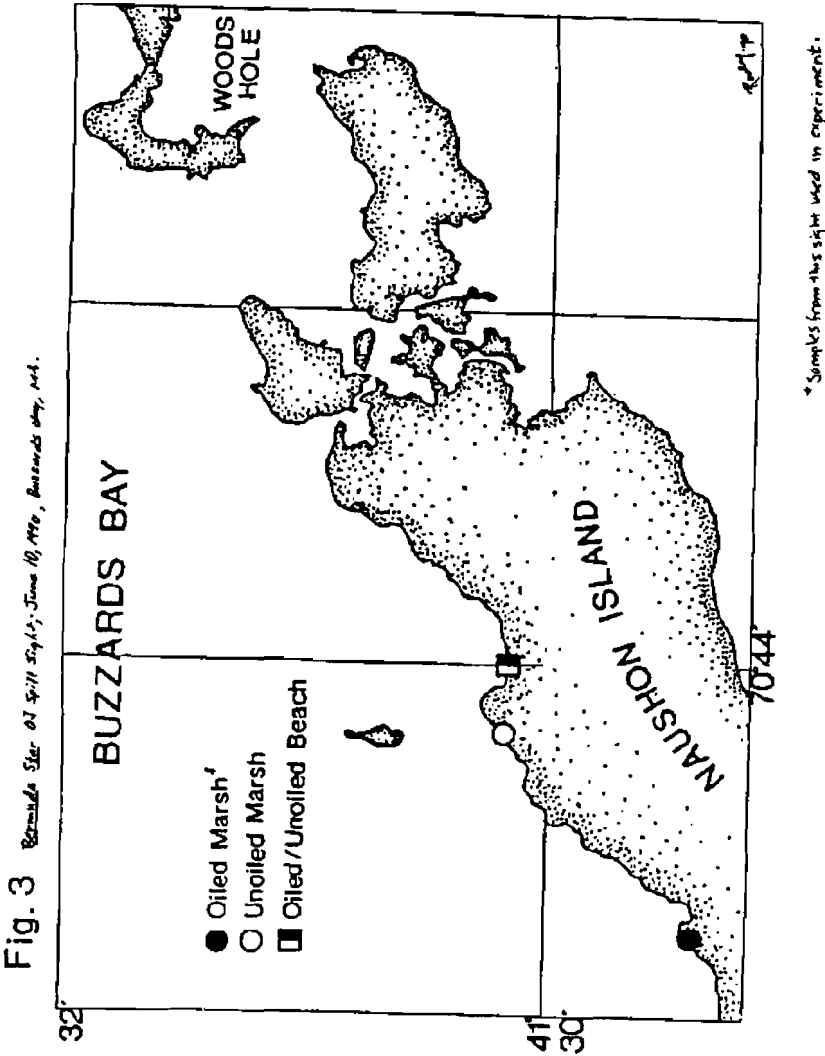 Fig. 3 Bermuda Star Oil Spill Sight; June 10, 1990, Buzzards Bay, MA.
32'
BUZZARDS BAY
WOODS
HOLE
Oiled Marsh*
Unoiled Marsh
Oiled/Unoiled Beach
NAUSHON ISLAND
41°
30'
70°44'
*Samples from this sight used in experiment.